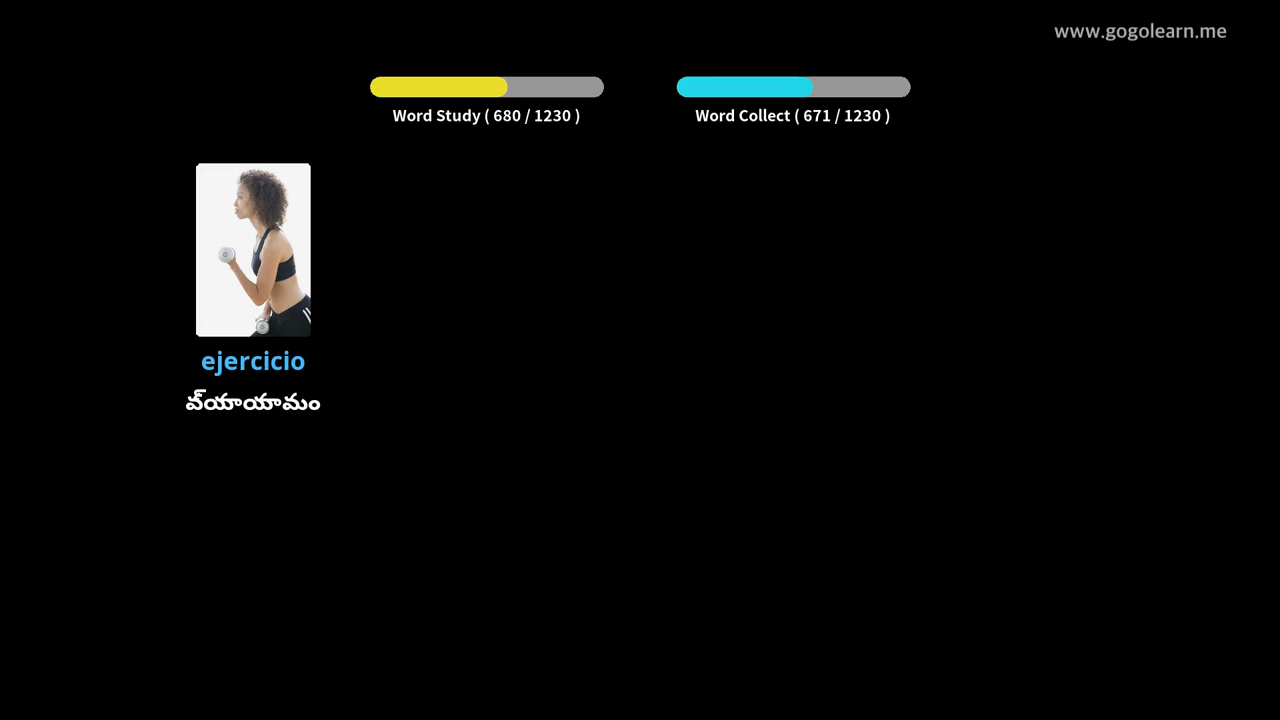 www.gogolearn.me
Word Study ( 680 / 1230 )
Word Collect ( 671 / 1230 )
ejercicio
వ్యాయామం